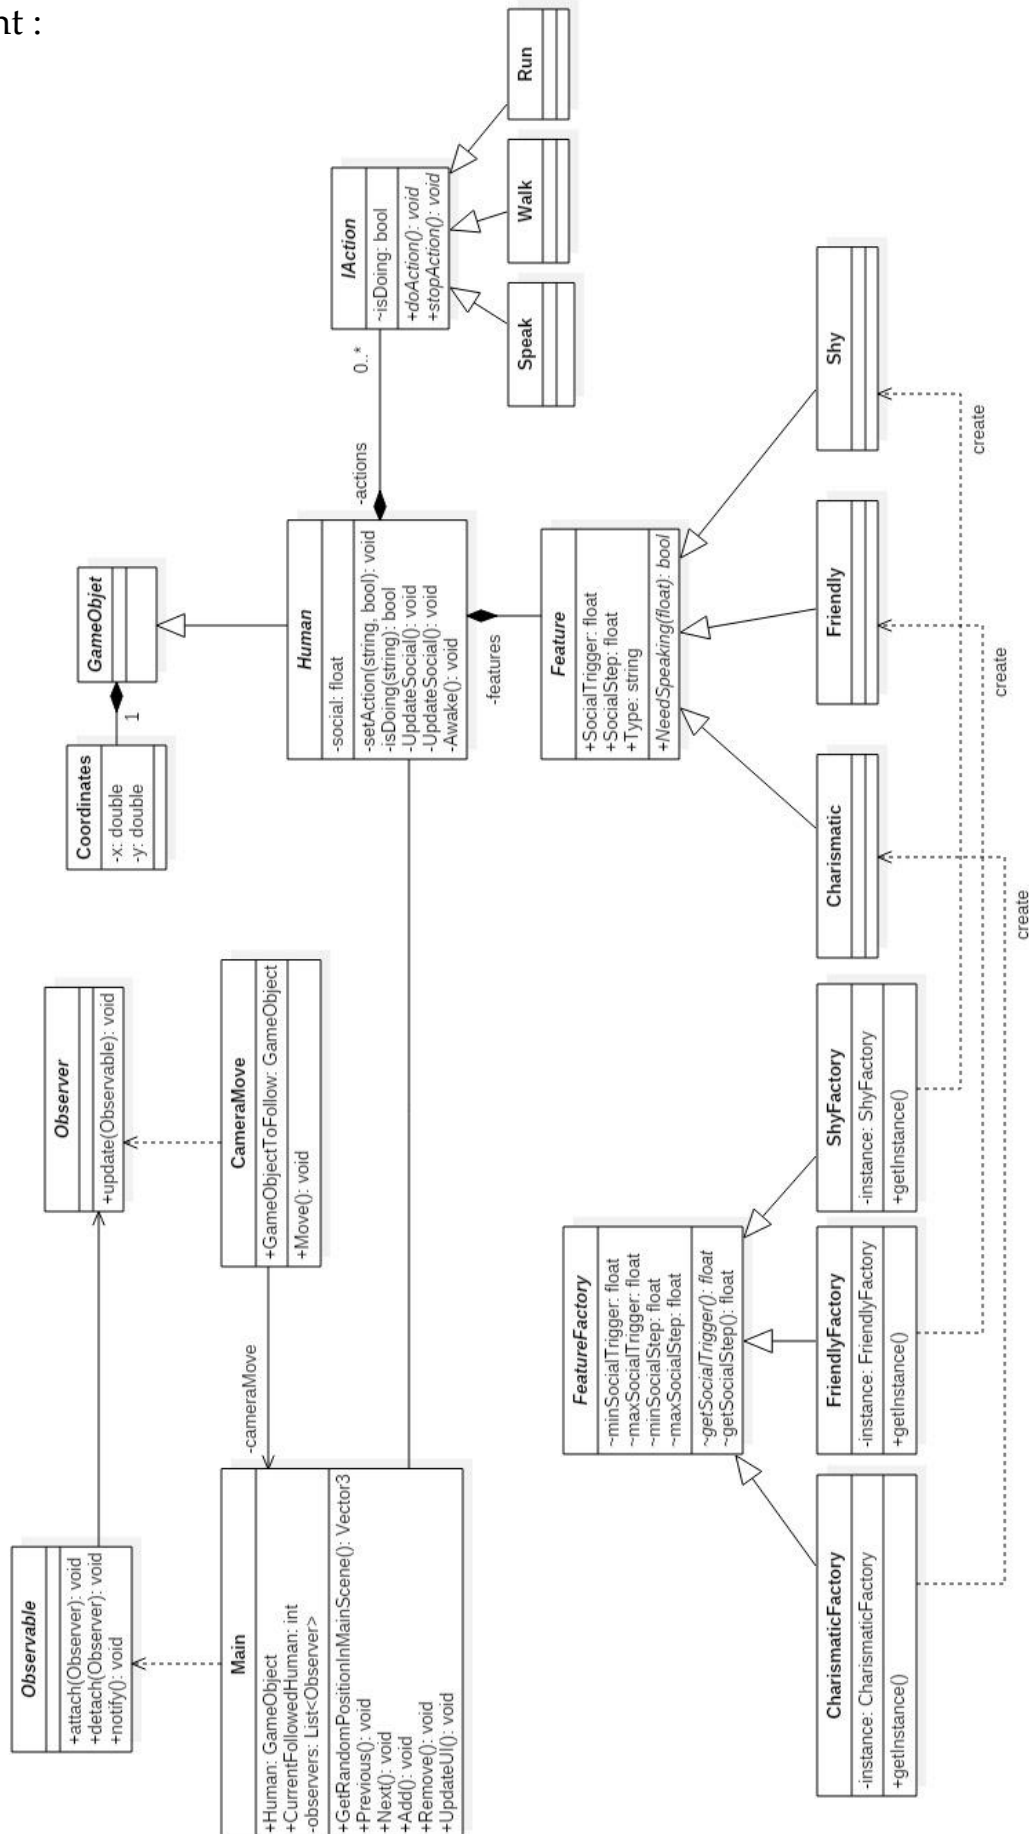 nt :
Observable
+attach(Observer): void
+detach(Observer): void
+notify(): void
Observer
+update(Observable): void
Coordinates
-x: double
-y: double
1
GameObjet
Main
+Human: GameObject
+CurrentFollowedHuman: int
-observers: List<Observer>
+GetRandomPositionInMainScene(): Vector3
+Previous(): void
+Next(): void
+Add(): void
+Remove(): void
+UpdateUI(): void
-cameraMove
CameraMove
+GameObjectToFollow: GameObject
+Move(): void
Human
-social: float
-setAction(string, bool): void
-isDoing(string): bool
-UpdateSocial(): void
-UpdateSocial(): void
-Awake(): void
-actions
0..*
IAction
~isDoing: bool
+doAction(): void
+stopAction(): void
Speak
Walk
Run
-features
Feature
+SocialTrigger: float
+SocialStep: float
+Type: string
+NeedSpeaking(float): bool
Charismatic
Friendly
Shy
FeatureFactory
~minSocialTrigger: float
~maxSocialTrigger: float
~minSocialStep: float
~maxSocialStep: float
~getSocialTrigger(): float
~getSocialStep(): float
CharismaticFactory
-instance: CharismaticFactory
+getInstance()
FriendlyFactory
-instance: FriendlyFactory
+getInstance()
ShyFactory
-instance: ShyFactory
+getInstance()
create
create
create